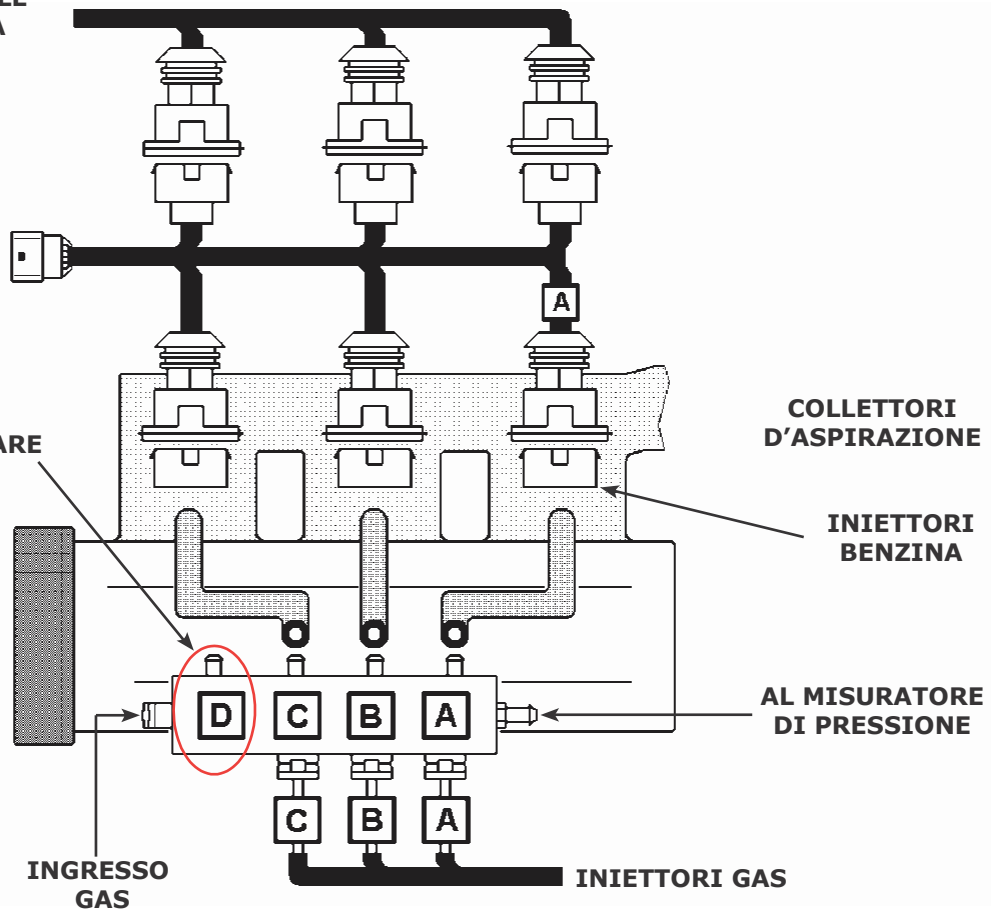 A
COLLETTORI
D'ASPIRAZIONE
INIETTORI
BENZINA
D
C
B
A
AL MISURATORE
DI PRESSIONE
C
B
A
INGRESSO
GAS
INIETTORI GAS